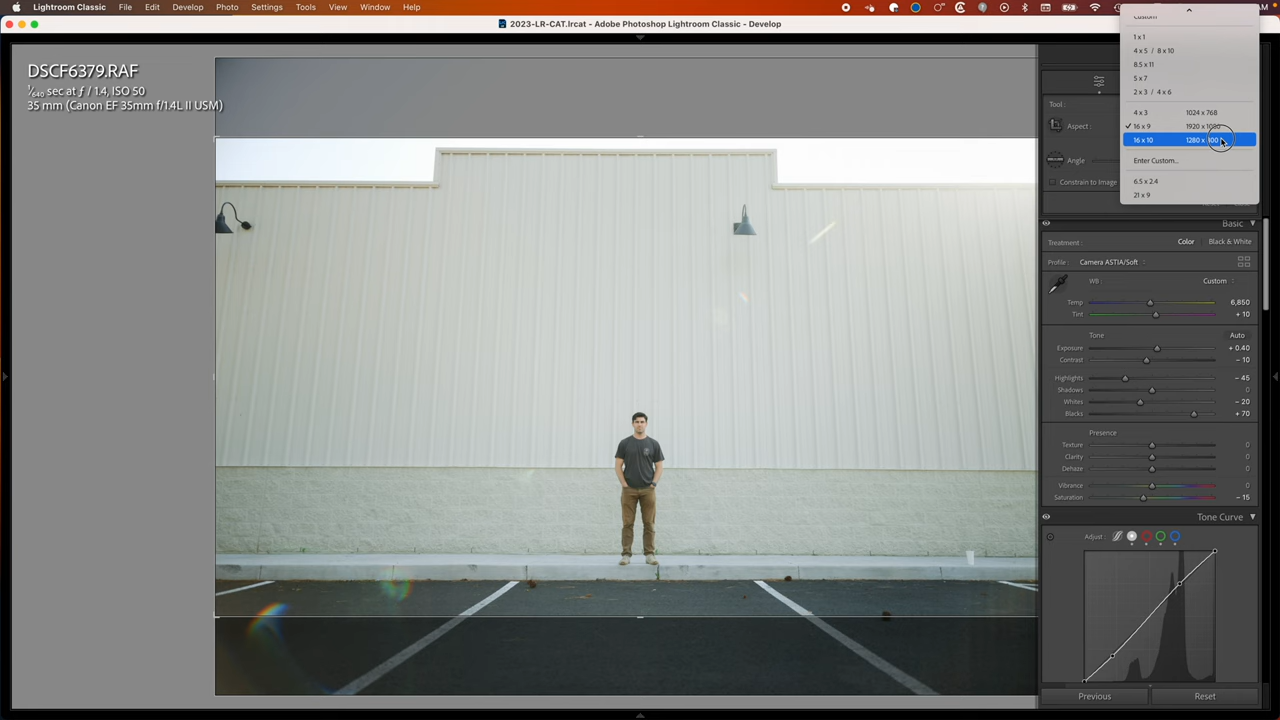 Lightroom Classic File Edit Develop Photo Settings Tools View Window Help
2023-LR-CAT.lrcat - Adobe Photoshop Lightroom Classic - Develop
DSCF6379.RAF
1/640 sec at ƒ / 1.4, ISO 50
35 mm (Canon EF 35mm f/1.4L II USM)
Custom
1 x 1
4 x 5 / 8 x 10
8.5 x 11
5 x 7
2 x 3 / 4 x 6
4 x 3 1024 x 768
16 x 9 1920 x 1080
16 x 10 1280 x 800
Enter Custom...
6.5 x 2.4
21 x 9
Tool :
Aspect :
Angle
Constrain to Image
Basic
Treatment : Color Black & White
Profile : Camera ASTIA/Soft
WB : Custom
Temp 6,850
Tint + 10
Tone Auto
Exposure + 0.40
Contrast − 10
Highlights − 45
Shadows 0
Whites − 20
Blacks + 70
Presence
Texture 0
Clarity 0
Dehaze 0
Vibrance 0
Saturation − 15
Tone Curve
Adjust :
Previous Reset